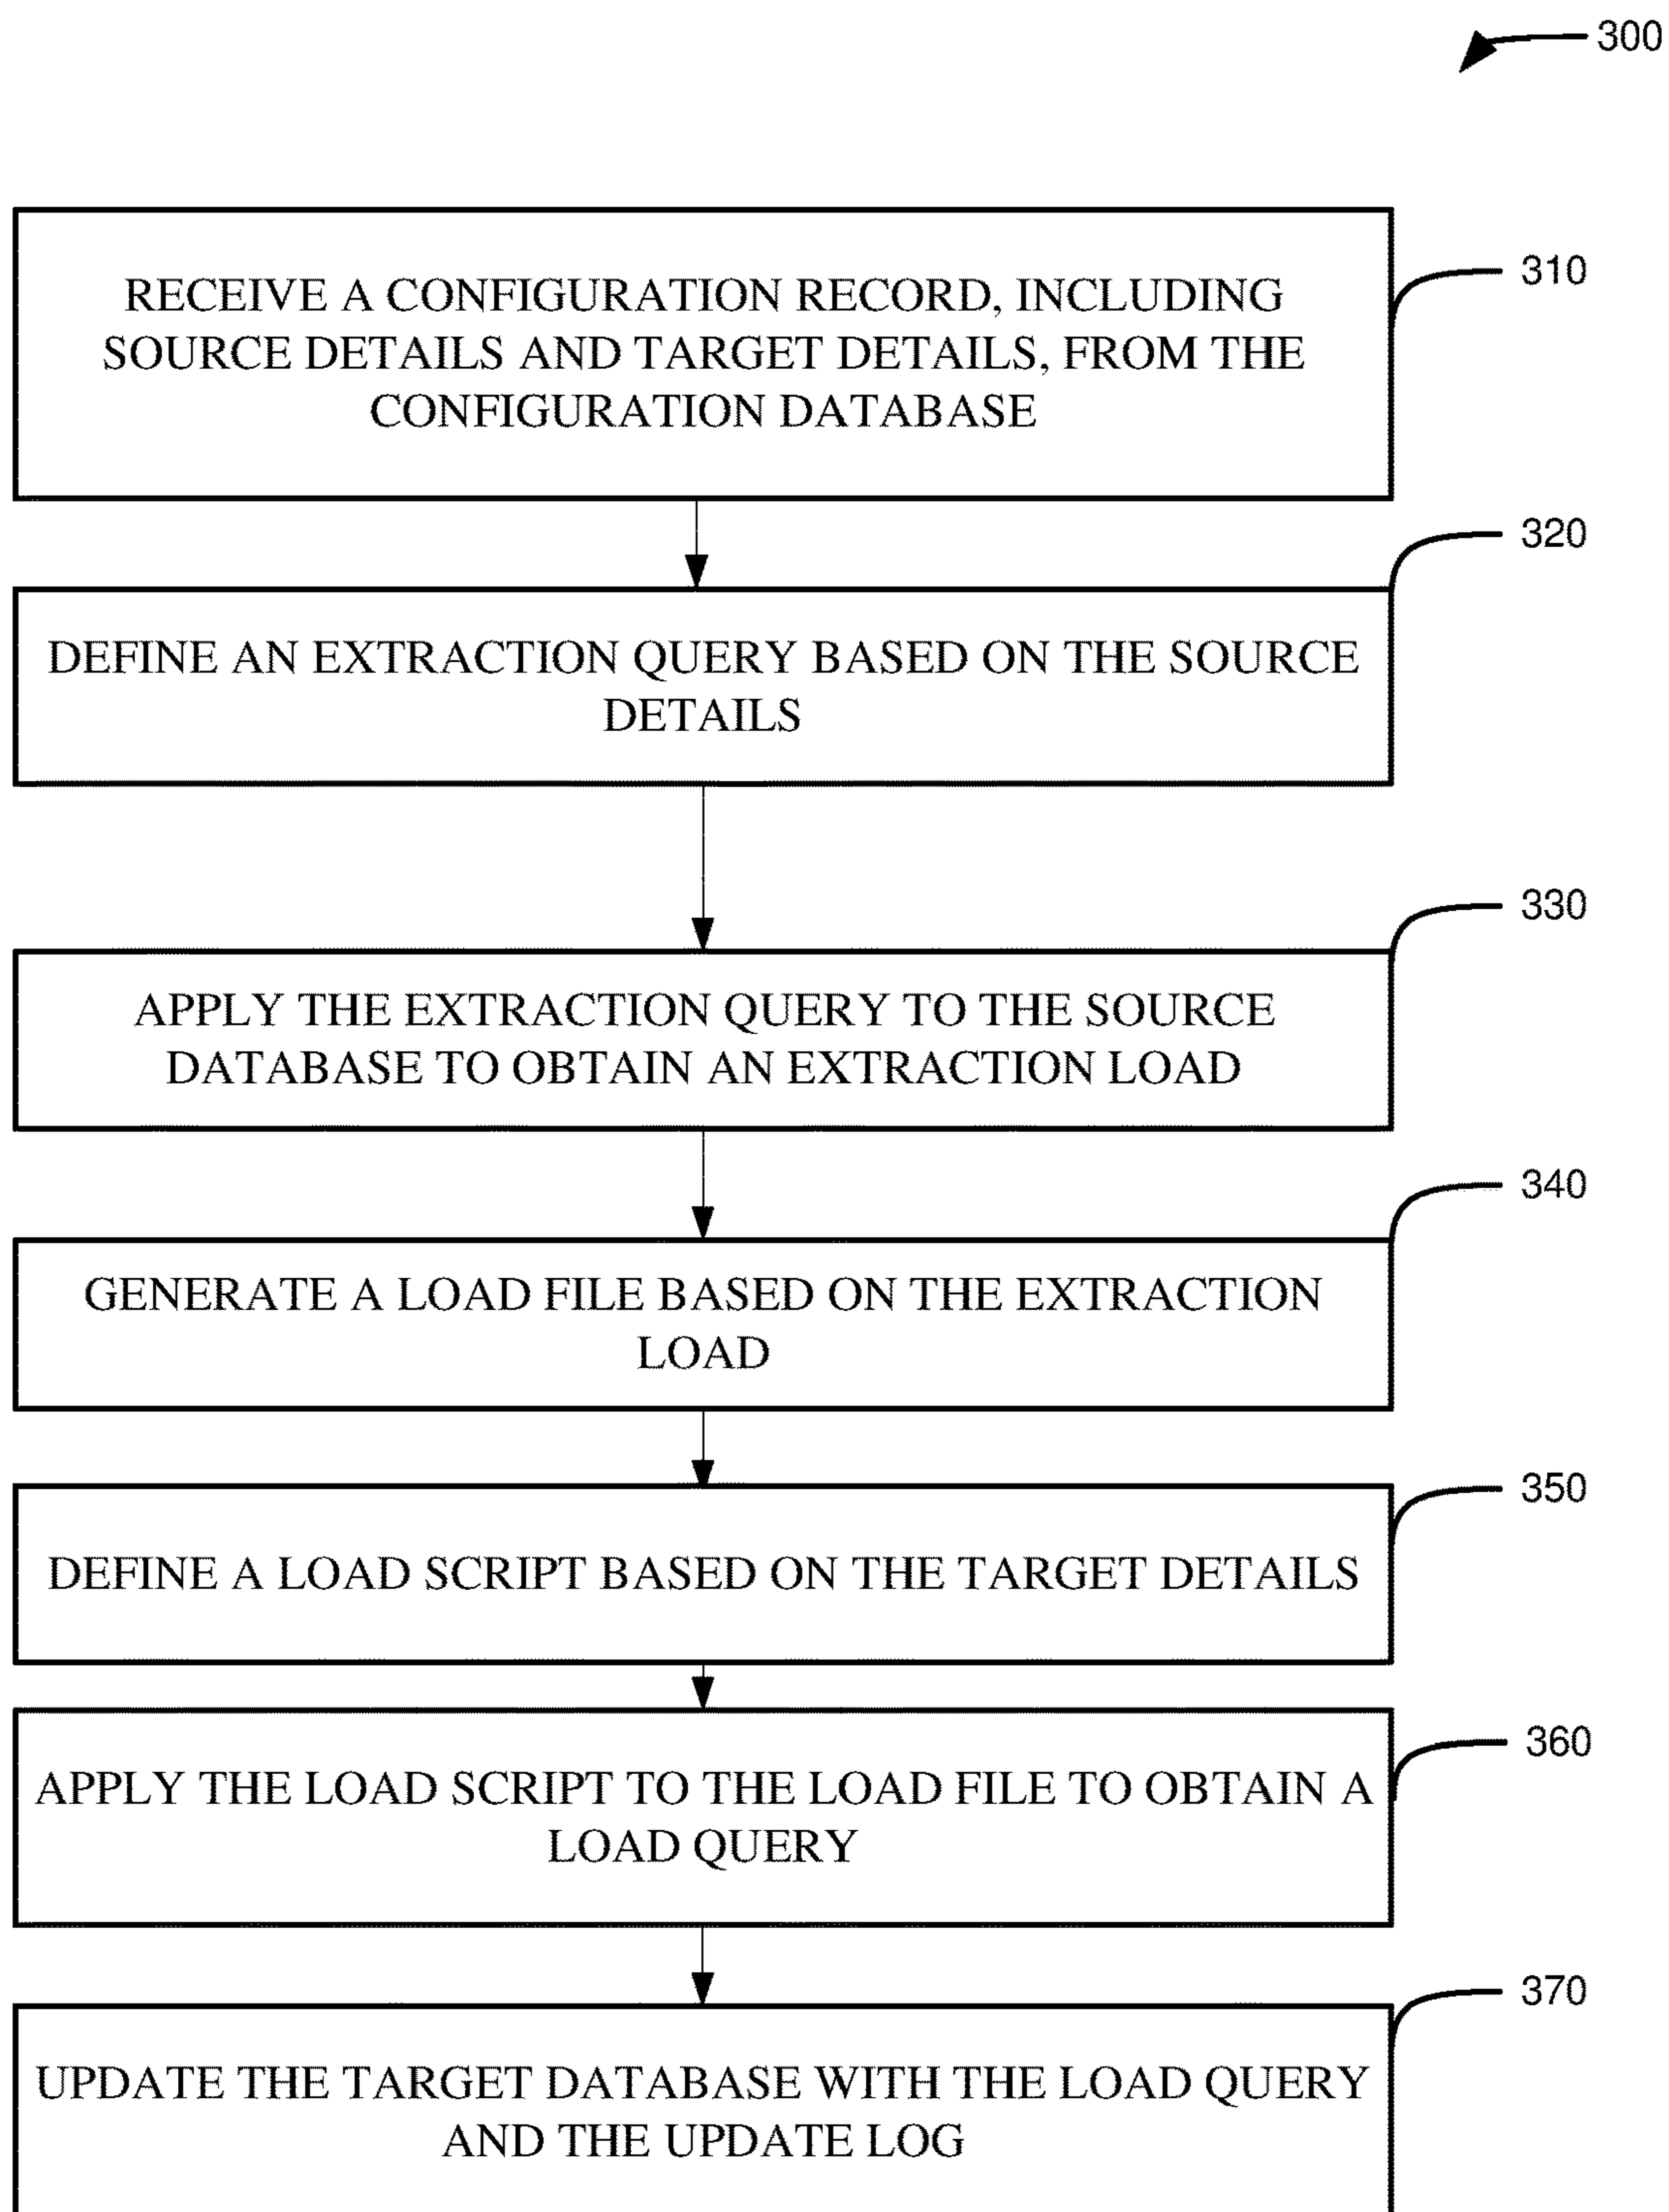 300
RECEIVE A CONFIGURATION RECORD, INCLUDING
SOURCE DETAILS AND TARGET DETAILS, FROM THE
CONFIGURATION DATABASE
310
320
DEFINE AN EXTRACTION QUERY BASED ON THE SOURCE
DETAILS
330
APPLY THE EXTRACTION QUERY TO THE SOURCE
DATABASE TO OBTAIN AN EXTRACTION LOAD
340
GENERATE A LOAD FILE BASED ON THE EXTRACTION
LOAD
350
DEFINE A LOAD SCRIPT BASED ON THE TARGET DETAILS
360
APPLY THE LOAD SCRIPT TO THE LOAD FILE TO OBTAIN A
LOAD QUERY
370
UPDATE THE TARGET DATABASE WITH THE LOAD QUERY
AND THE UPDATE LOG